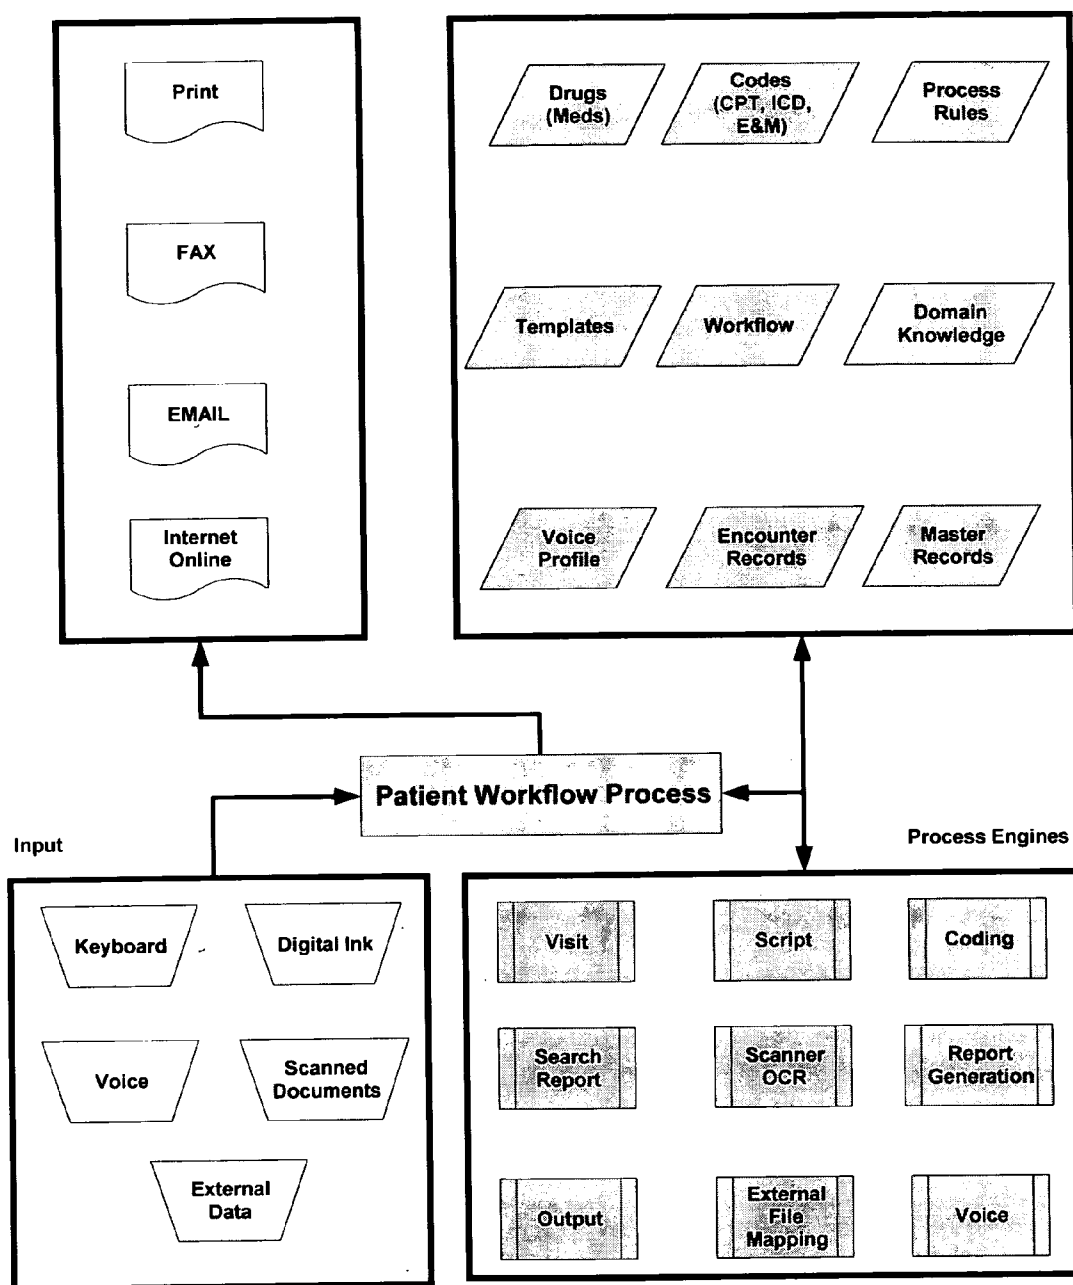 Print
FAX
EMAIL
Internet
Online
Drugs
(Meds)
Codes
(CPT, ICD,
E&M)
Process
Rules
Templates
Workflow
Domain
Knowledge
Voice
Profile
Encounter
Records
Master
Records
Patient Workflow Process
Input
Keyboard
Digital Ink
Voice
Scanned
Documents
External
Data
Process Engines
Visit
Script
Coding
Search
Report
Scanner
OCR
Report
Generation
Output
External
File
Mapping
Voice